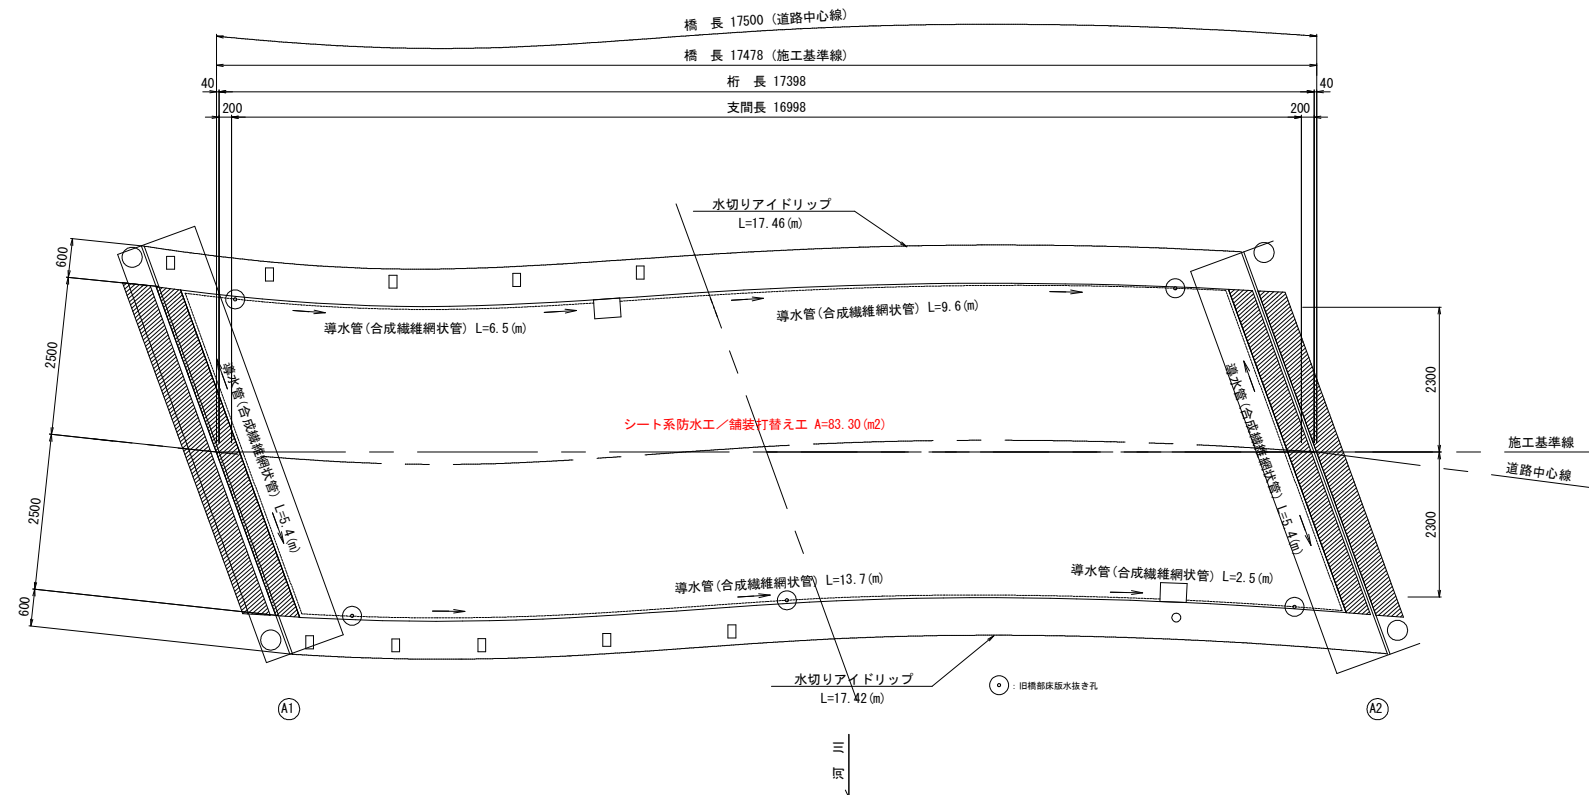 橋 長 17500 (道路中心線)
橋 長 17478 (施工基準線)
40
桁 長 17398
40
200
支間長 16998
200
水切りアイドリップ
L=17.46(m)
600
導水管(合成繊維網状管) L=6.5(m)
導水管(合成繊維網状管) L=9.6(m)
2500
2300
導水管(合成繊維網状管) L=5.4(m)
導水管(合成繊維網状管) L=5.4(m)
シート系防水工/舗装打替え工 A=83.30(m2)
施工基準線
道路中心線
2500
2300
導水管(合成繊維網状管) L=13.7(m)
導水管(合成繊維網状管) L=2.5(m)
600
水切りアイドリップ
L=17.42(m)
: 旧橋部床版水抜き孔
A1
A2
河 川